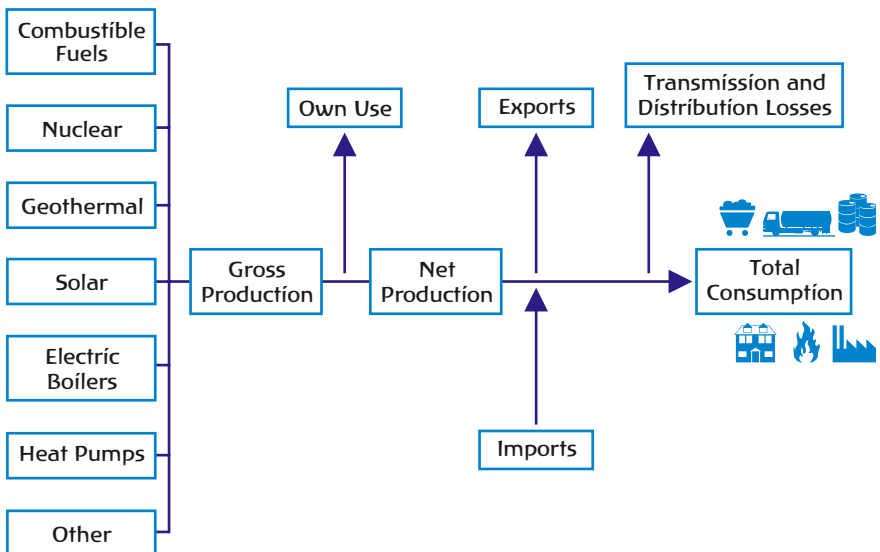 Combustible
Fuels
Nuclear
Geothermal
Solar
Electric
Boilers
Heat Pumps
Other
Gross
Production
Own Use
Net
Production
Exports
Imports
Transmission and
Distribution Losses
Total
Consumption